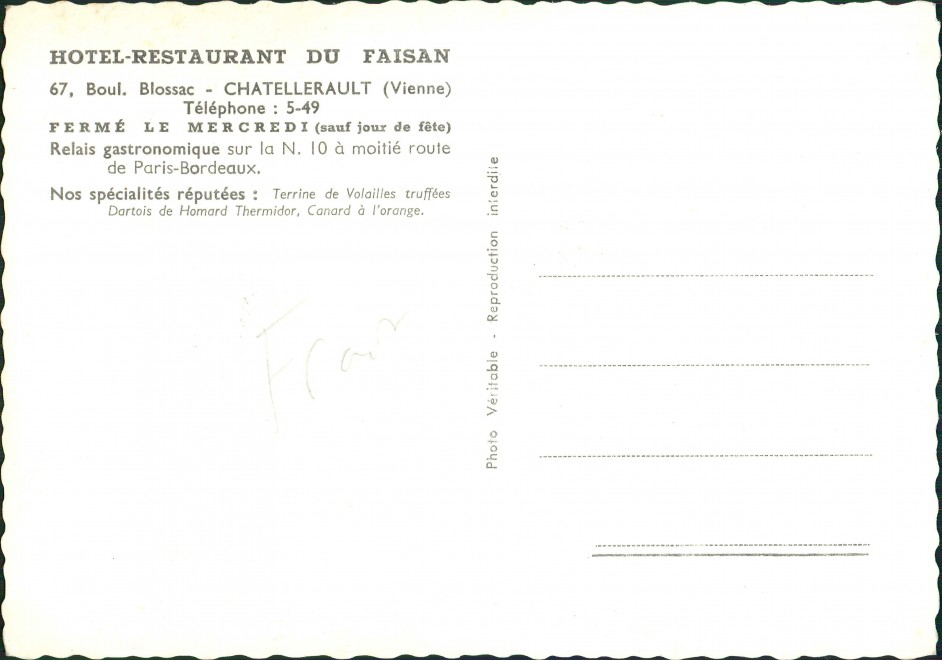 HOTEL-RESTAURANT DU FAISAN
67, Boul. Blossac - CHATELLERAULT (Vienne)
Téléphone : 5-49
FERMÉ LE MERCREDI (sauf jour de fête)
Relais gastronomique sur la N. 10 à moitié route
de Paris-Bordeaux.
Nos spécialités réputées : Terrine de Volailles truffées
Dartois de Homard Thermidor, Canard à l'orange.
Photo Véritable - Reproduction interdite